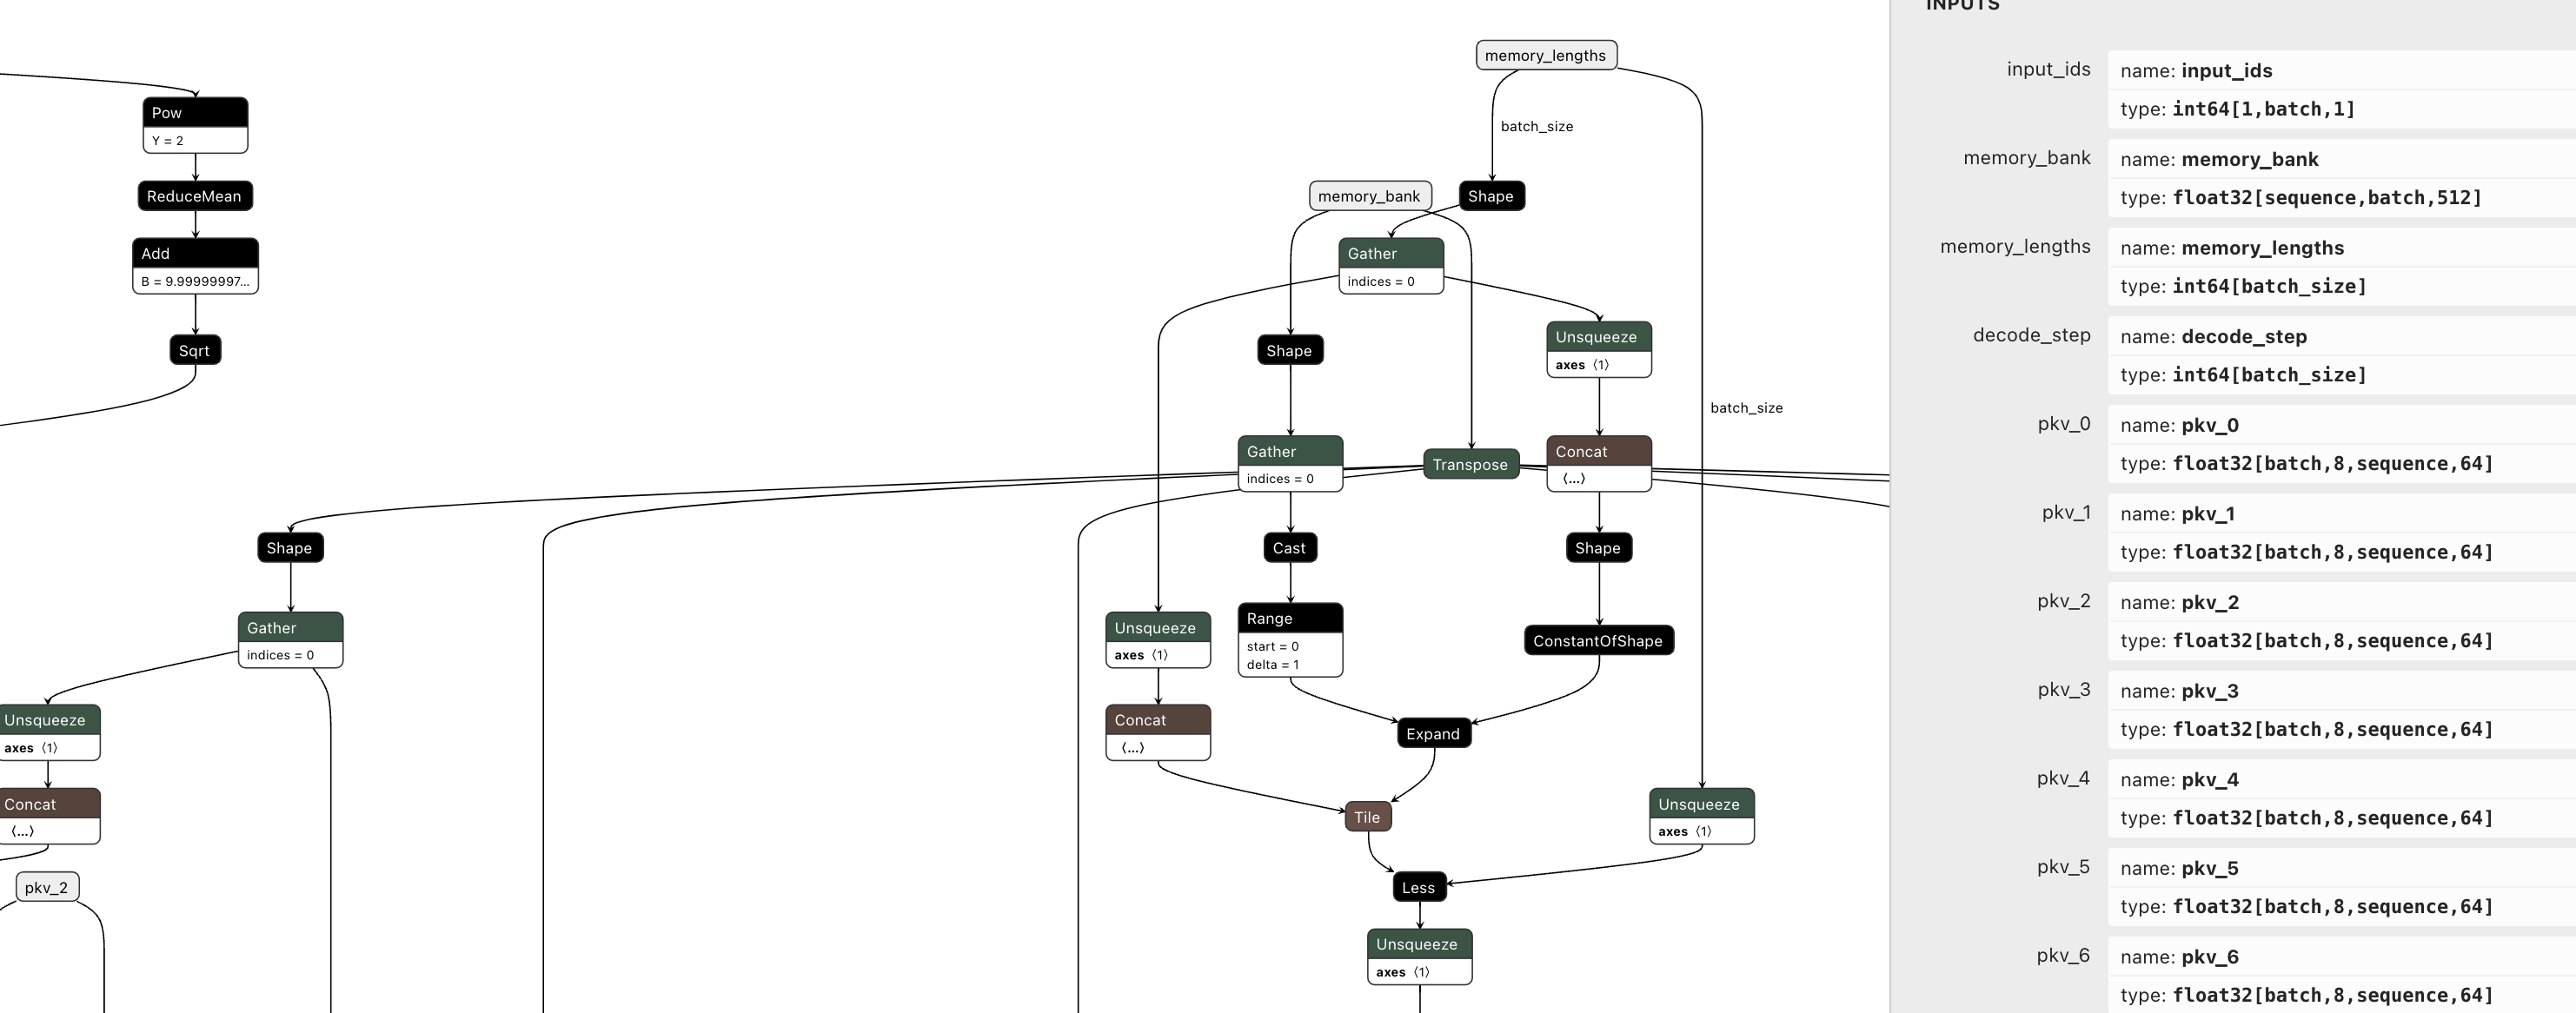 memory_lengths
Pow
Y = 2
batch_size
ReduceMean
memory_bank
Shape
Add
B = 9.99999997...
Gather
indices = 0
Sqrt
Shape
Unsqueeze
axes ⟨1⟩
batch_size
Gather
indices = 0
Transpose
Concat
⟨...⟩
Shape
Cast
Shape
Gather
indices = 0
Unsqueeze
axes ⟨1⟩
Range
start = 0
delta = 1
ConstantOfShape
Unsqueeze
axes ⟨1⟩
Concat
⟨...⟩
Expand
Concat
⟨...⟩
Tile
Unsqueeze
axes ⟨1⟩
pkv_2
Less
Unsqueeze
axes ⟨1⟩
INPUTS
input_ids
name: input_ids
type: int64[1,batch,1]
memory_bank
name: memory_bank
type: float32[sequence,batch,512]
memory_lengths
name: memory_lengths
type: int64[batch_size]
decode_step
name: decode_step
type: int64[batch_size]
pkv_0
name: pkv_0
type: float32[batch,8,sequence,64]
pkv_1
name: pkv_1
type: float32[batch,8,sequence,64]
pkv_2
name: pkv_2
type: float32[batch,8,sequence,64]
pkv_3
name: pkv_3
type: float32[batch,8,sequence,64]
pkv_4
name: pkv_4
type: float32[batch,8,sequence,64]
pkv_5
name: pkv_5
type: float32[batch,8,sequence,64]
pkv_6
name: pkv_6
type: float32[batch,8,sequence,64]